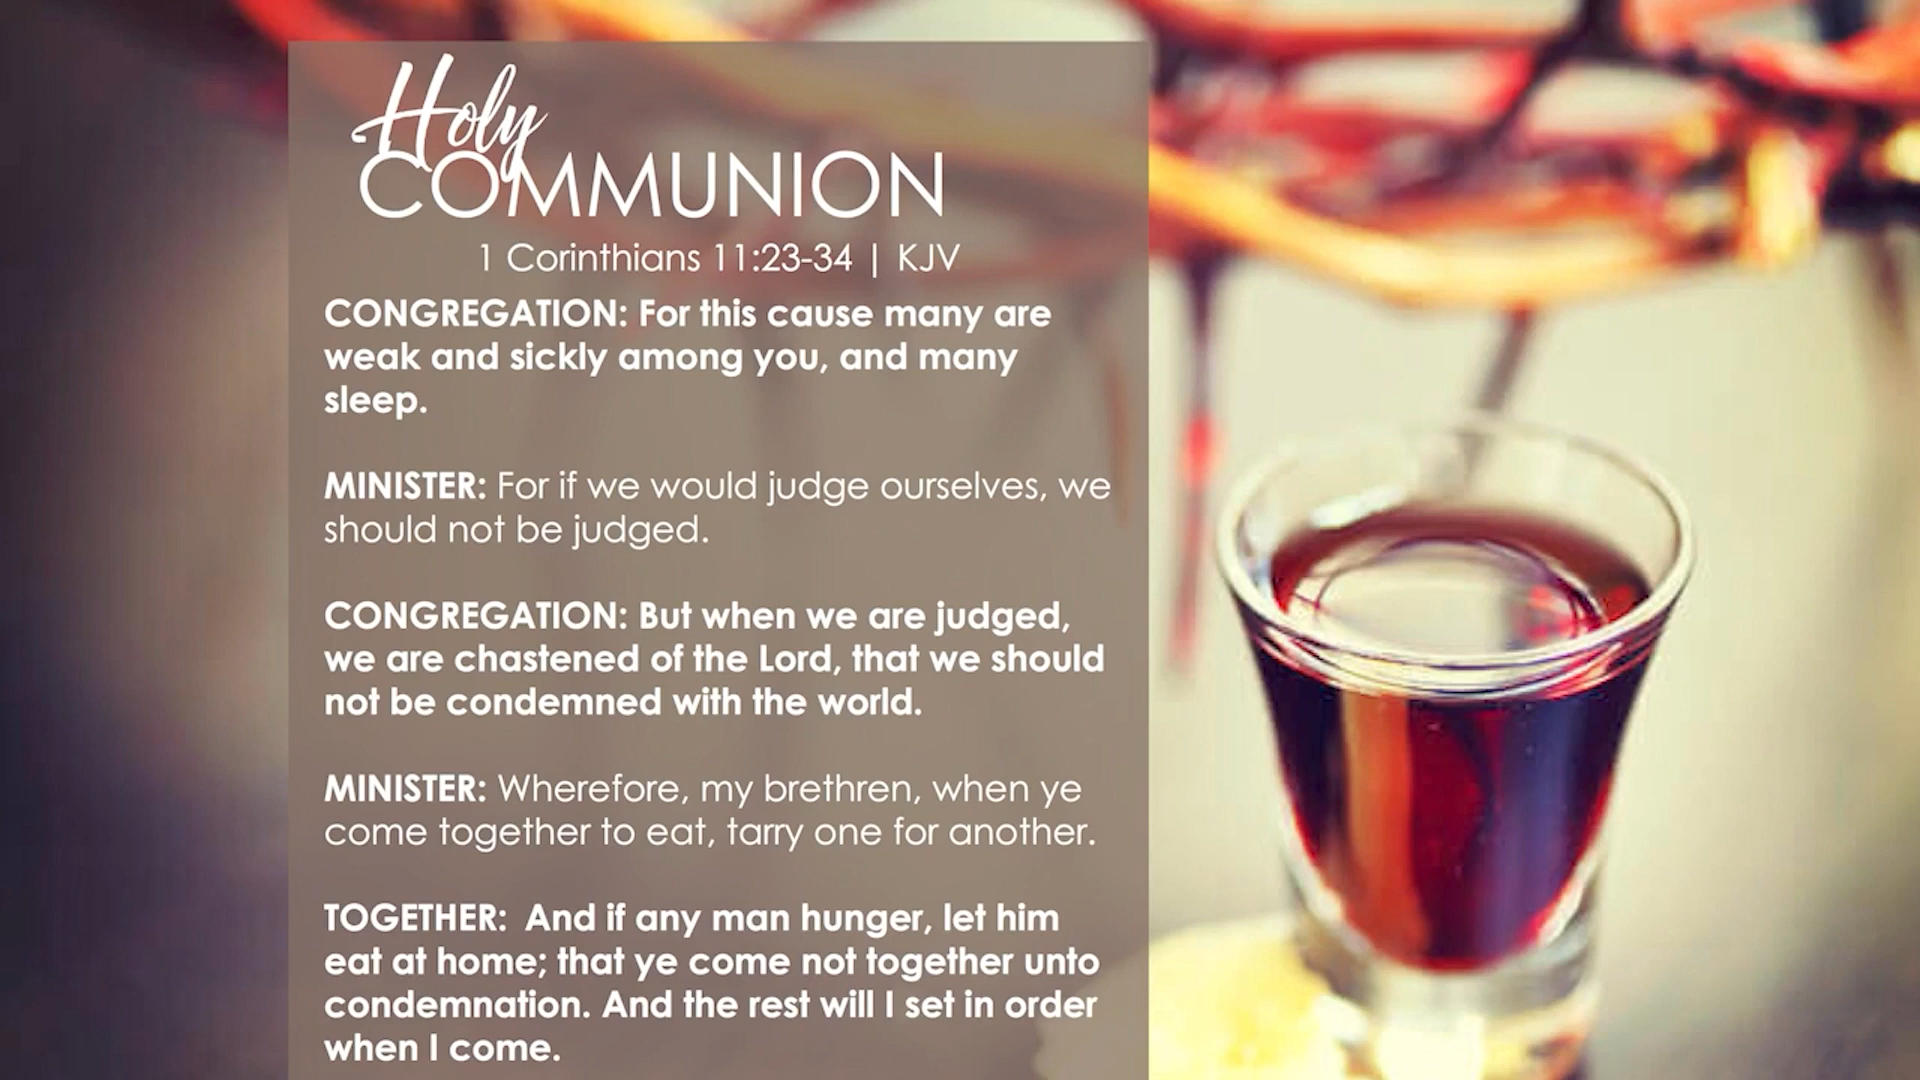 Holy
COMMUNION
1 Corinthians 11:23-34 | KJV
CONGREGATION: For this cause many are
weak and sickly among you, and many
sleep.
MINISTER: For if we would judge ourselves, we
should not be judged.
CONGREGATION: But when we are judged,
we are chastened of the Lord, that we should
not be condemned with the world.
MINISTER: Wherefore, my brethren, when ye
come together to eat, tarry one for another.
TOGETHER:  And if any man hunger, let him
eat at home; that ye come not together unto
condemnation. And the rest will I set in order
when I come.